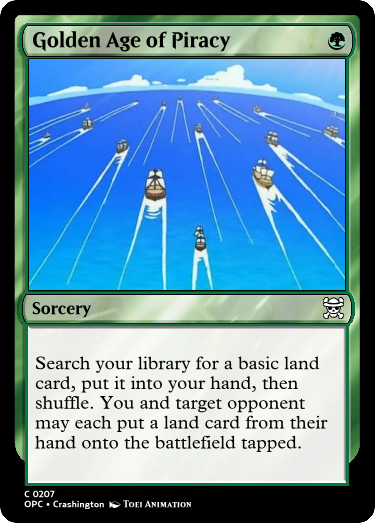 Golden Age of Piracy
Sorcery
Search your library for a basic land
card, put it into your hand, then
shuffle. You and target opponent
may each put a land card from their
hand onto the battlefield tapped.
C 0207
OPC • Crashington Toei Animation